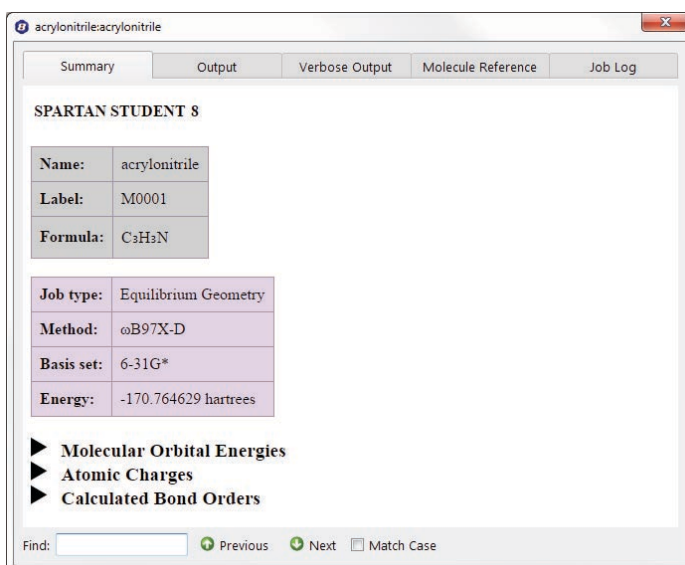 acrylonitrile:acrylonitrile
Summary Output Verbose Output Molecule Reference Job Log
SPARTAN STUDENT 8
Name: acrylonitrile
Label: M0001
Formula: C₃H₃N
Job type: Equilibrium Geometry
Method: ωB97X-D
Basis set: 6-31G*
Energy: -170.764629 hartrees
Molecular Orbital Energies
Atomic Charges
Calculated Bond Orders
Find: Previous Next Match Case